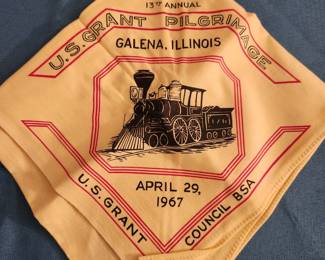 13TH ANNUAL
U.S. GRANT PILGRIMAGE
GALENA, ILLINOIS
APRIL 29,
1967
U.S. GRANT
COUNCIL BSA